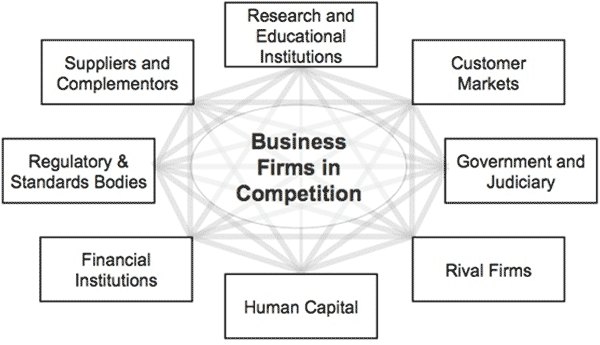 Research and
Educational
Institutions
Suppliers and
Complementors
Customer
Markets
Business
Firms in
Competition
Regulatory &
Standards Bodies
Government and
Judiciary
Financial
Institutions
Rival Firms
Human Capital